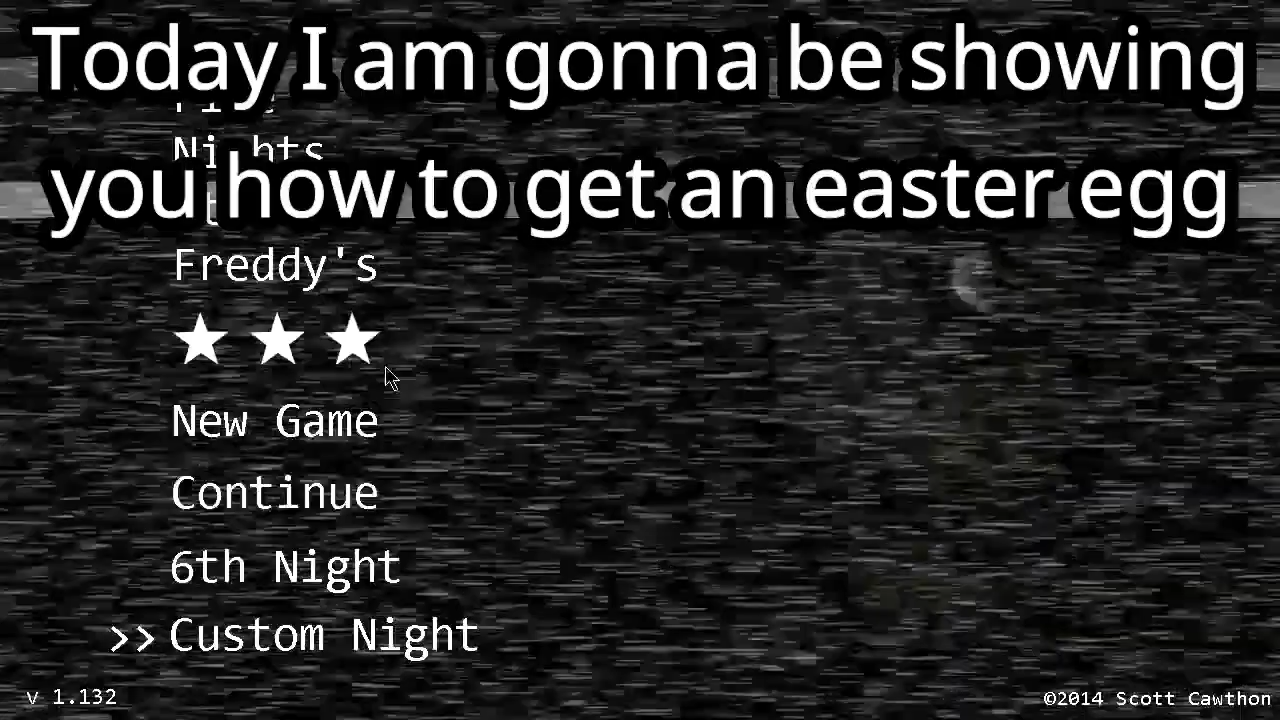 Today I am gonna be showing
you how to get an easter egg
Freddy's
New Game
Continue
6th Night
>> Custom Night
v 1.132
©2014 Scott Cawthon